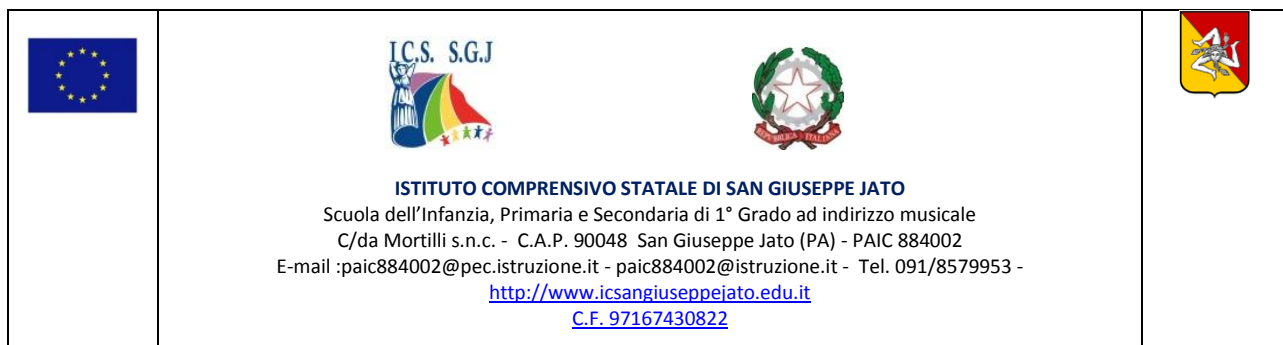 I.C.S. S.G.J
REPVBBLICA ITALIANA
ISTITUTO COMPRENSIVO STATALE DI SAN GIUSEPPE JATO
Scuola dell’Infanzia, Primaria e Secondaria di 1° Grado ad indirizzo musicale
C/da Mortilli s.n.c. - C.A.P. 90048 San Giuseppe Jato (PA) - PAIC 884002
E-mail :paic884002@pec.istruzione.it - paic884002@istruzione.it - Tel. 091/8579953 -
http://www.icsangiuseppejato.edu.it
C.F. 97167430822